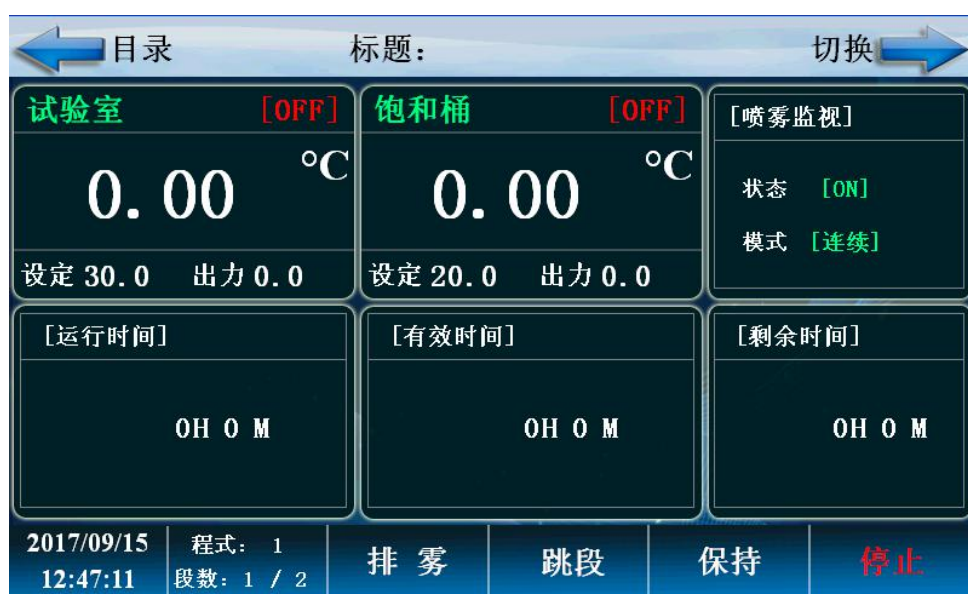 目录 标题： 切换
试验室 [OFF]
0.00 °C
设定 30.0 出力 0.0
饱和桶 [OFF]
0.00 °C
设定 20.0 出力 0.0
[喷雾监视]
状态 [ON]
模式 [连续]
[运行时间]
0H 0 M
[有效时间]
0H 0 M
[剩余时间]
0H 0 M
2017/09/15
12:47:11
程式： 1
段数：1 / 2
排 雾
跳段
保持
停止